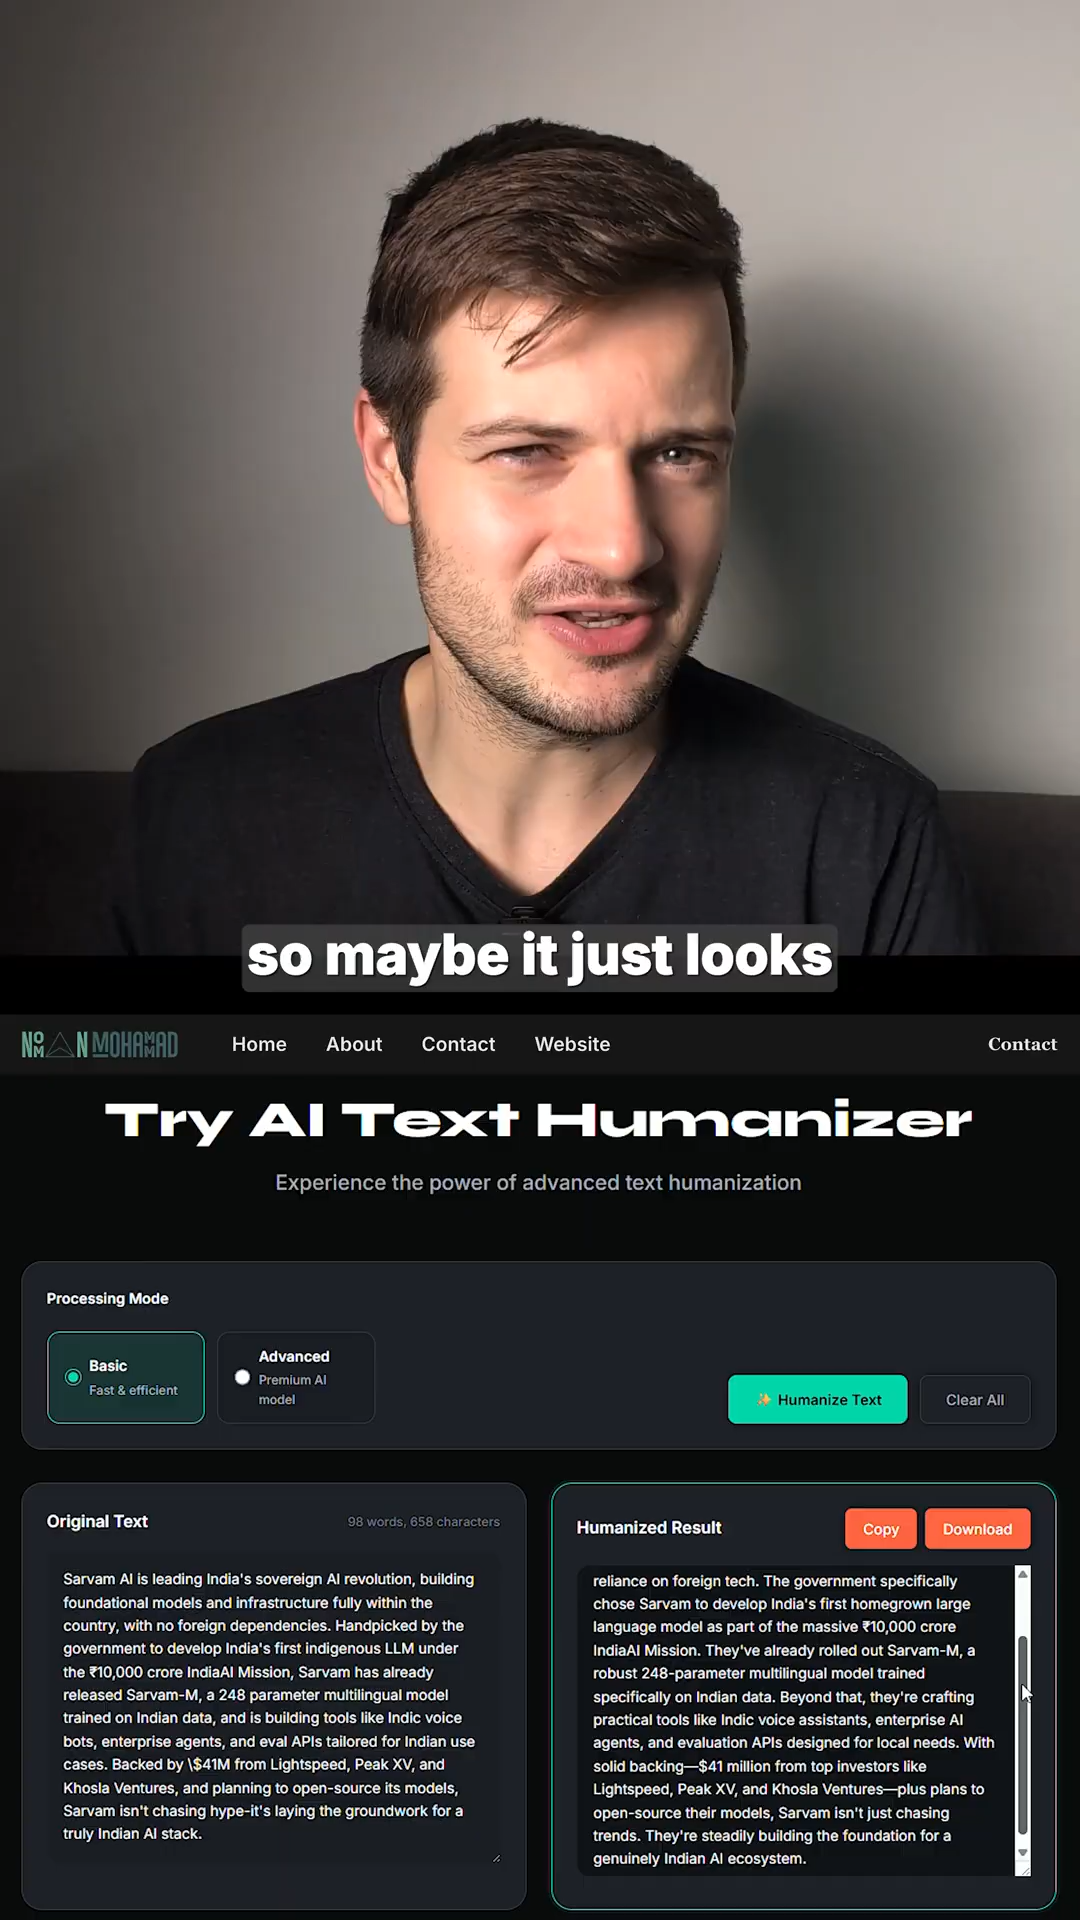 so maybe it just looks
NOMAN MOHAMMAD
Home About Contact Website Contact
Try AI Text Humanizer
Experience the power of advanced text humanization
Processing Mode
Basic
Fast & efficient
Advanced
Premium AI
model
✨ Humanize Text
Clear All
Original Text
98 words, 658 characters
Sarvam AI is leading India's sovereign AI revolution, building
foundational models and infrastructure fully within the
country, with no foreign dependencies. Handpicked by the
government to develop India's first indigenous LLM under
the ₹10,000 crore IndiaAI Mission, Sarvam has already
released Sarvam-M, a 248 parameter multilingual model
trained on Indian data, and is building tools like Indic voice
bots, enterprise agents, and eval APIs tailored for Indian use
cases. Backed by \$41M from Lightspeed, Peak XV, and
Khosla Ventures, and planning to open-source its models,
Sarvam isn't chasing hype-it's laying the groundwork for a
truly Indian AI stack.
Humanized Result
Copy
Download
reliance on foreign tech. The government specifically
chose Sarvam to develop India's first homegrown large
language model as part of the massive ₹10,000 crore
IndiaAI Mission. They've already rolled out Sarvam-M, a
robust 248-parameter multilingual model trained
specifically on Indian data. Beyond that, they're crafting
practical tools like Indic voice assistants, enterprise AI
agents, and evaluation APIs designed for local needs. With
solid backing—$41 million from top investors like
Lightspeed, Peak XV, and Khosla Ventures—plus plans to
open-source their models, Sarvam isn't just chasing
trends. They're steadily building the foundation for a
genuinely Indian AI ecosystem.